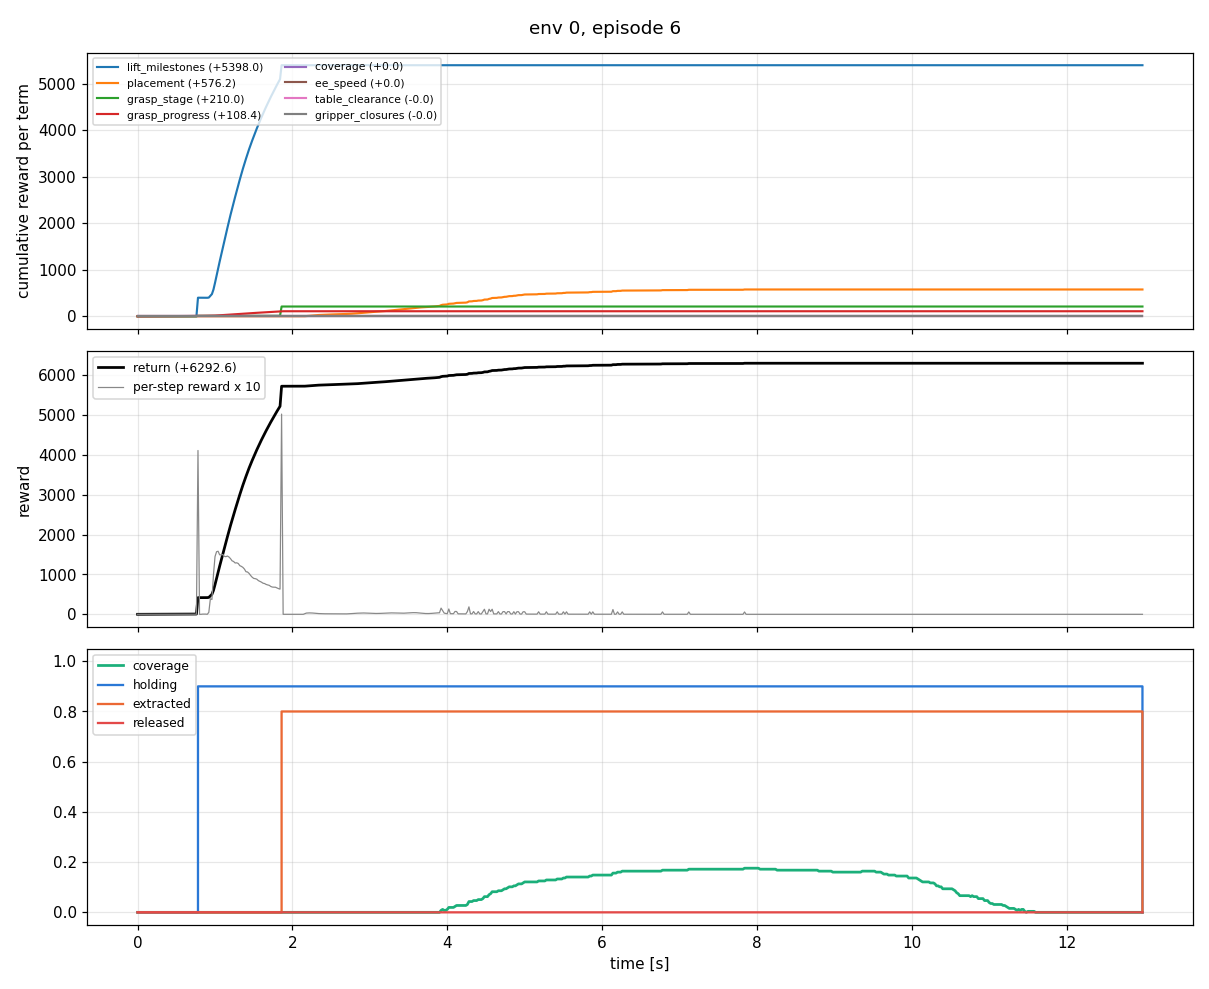 env 0, episode 6
cumulative reward per term
5000
4000
3000
2000
1000
0
lift_milestones (+5398.0)
placement (+576.2)
grasp_stage (+210.0)
grasp_progress (+108.4)
coverage (+0.0)
ee_speed (+0.0)
table_clearance (-0.0)
gripper_closures (-0.0)
reward
6000
5000
4000
3000
2000
1000
0
return (+6292.6)
per-step reward x 10
1.0
0.8
0.6
0.4
0.2
0.0
coverage
holding
extracted
released
0 2 4 6 8 10 12
time [s]